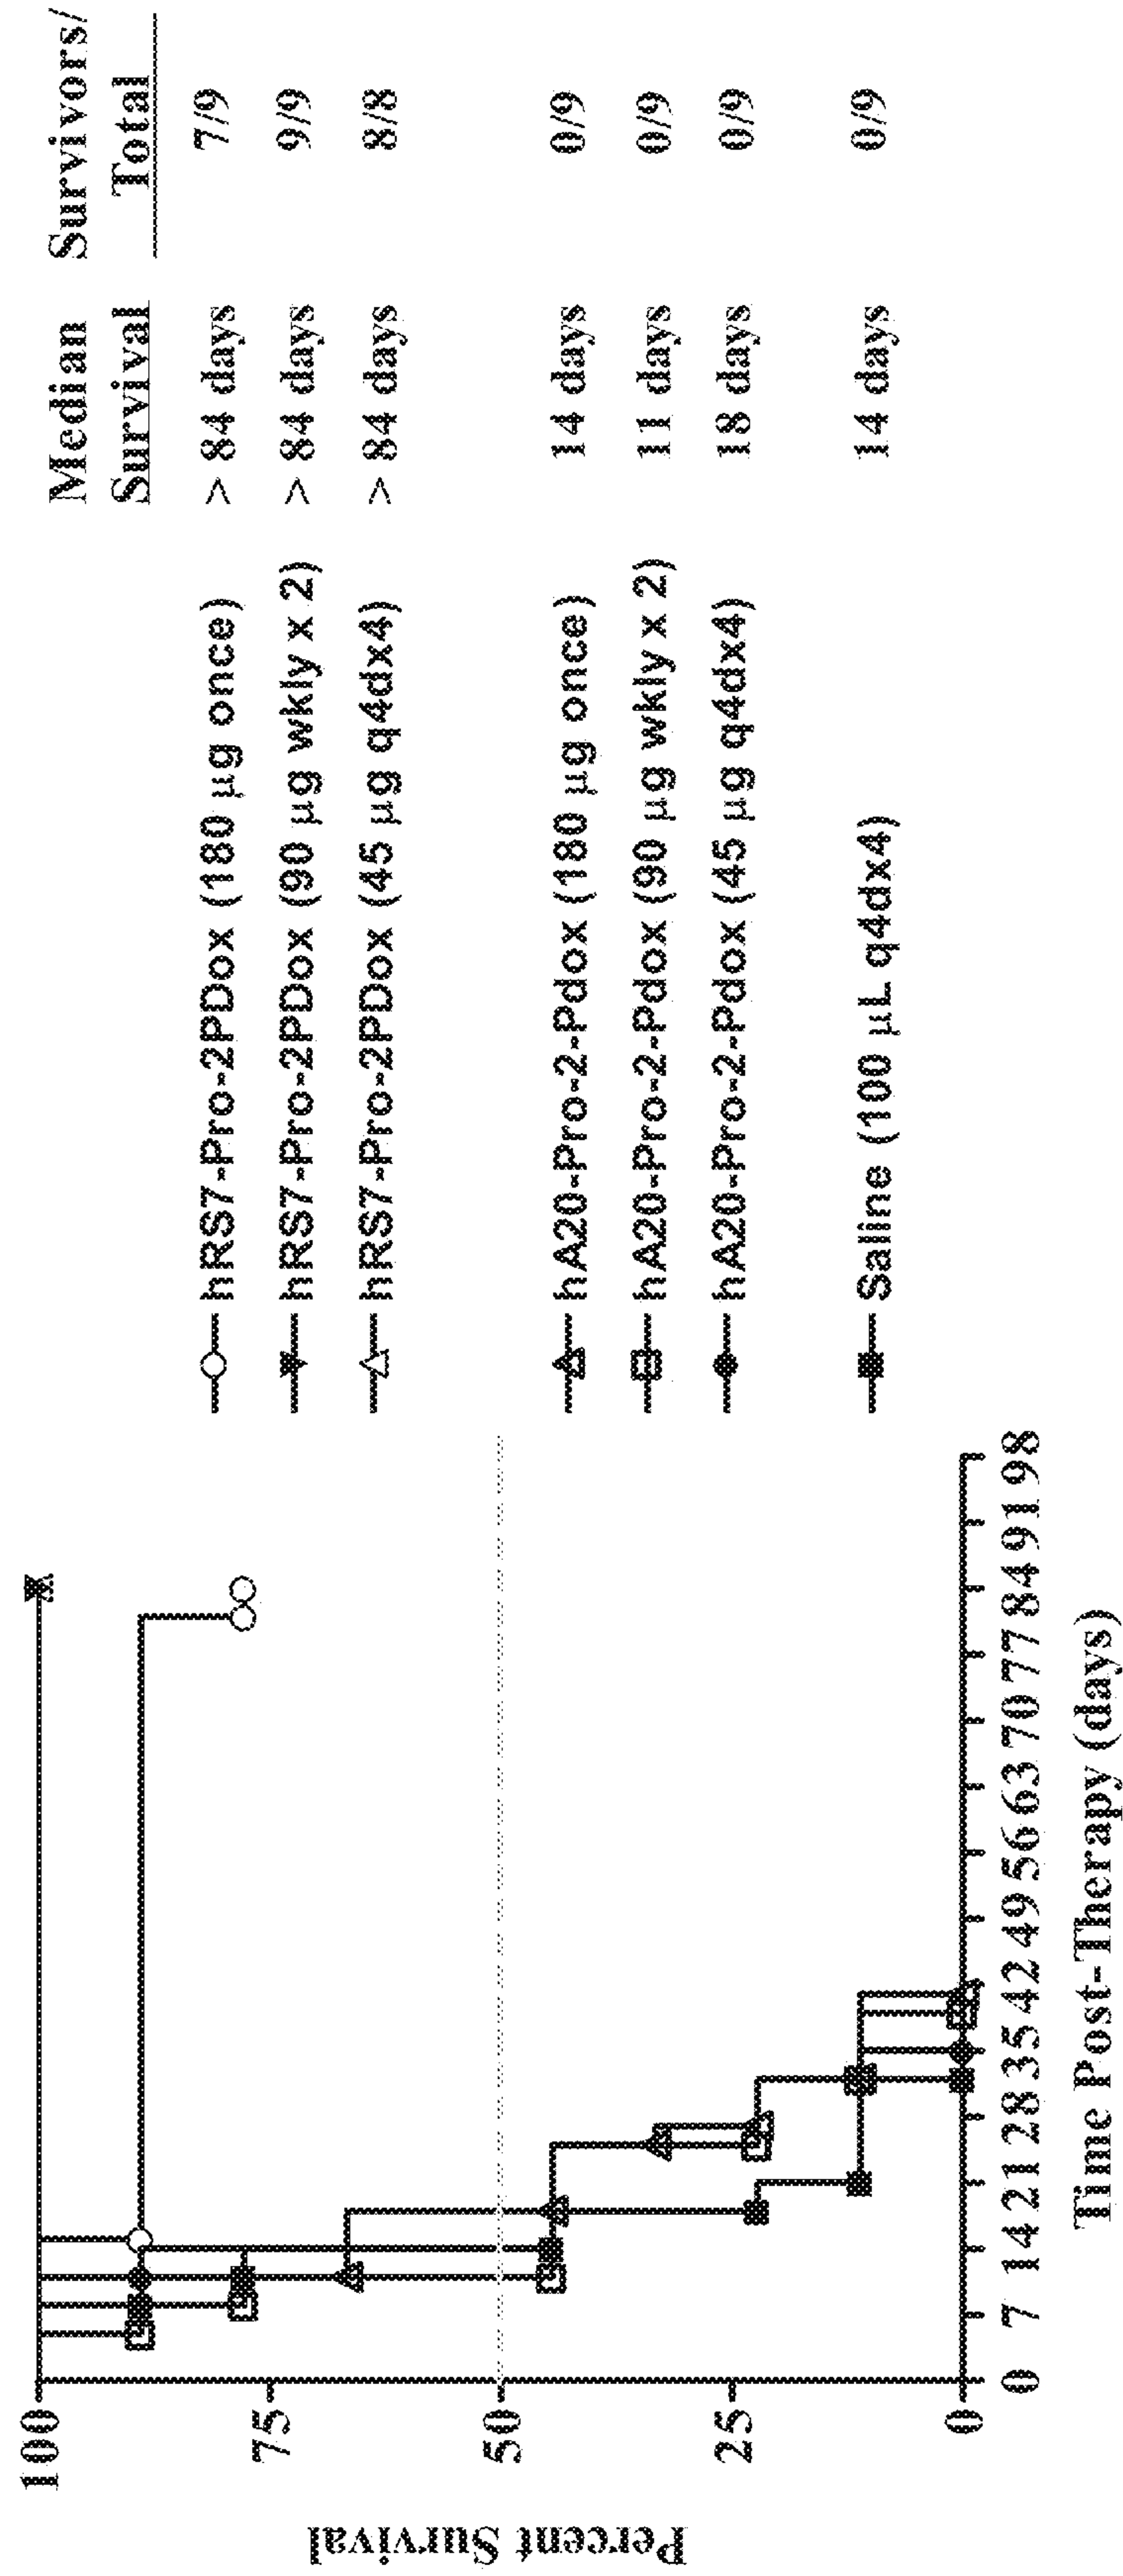 Percent Survival
100
75
50
25
0
0 7 14 21 28 35 42 49 56 63 70 77 84 91 98
Time Post-Therapy (days)
Median Survivors/
Survival Total
hRS7-Pro-2PDox (180 µg once) > 84 days 7/9
hRS7-Pro-2PDox (90 µg wkly x 2) > 84 days 9/9
hRS7-Pro-2PDox (45 µg q4dx4) > 84 days 8/8
hA20-Pro-2-Pdox (180 µg once) 14 days 0/9
hA20-Pro-2-Pdox (90 µg wkly x 2) 11 days 0/9
hA20-Pro-2-Pdox (45 µg q4dx4) 18 days 0/9
Saline (100 µL q4dx4) 14 days 0/9